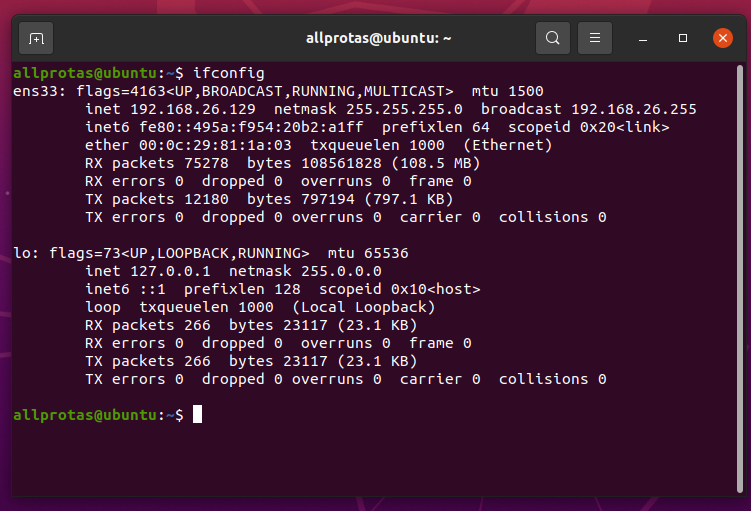 allprotas@ubuntu: ~
allprotas@ubuntu:~$ ifconfig
ens33: flags=4163<UP,BROADCAST,RUNNING,MULTICAST>  mtu 1500
        inet 192.168.26.129  netmask 255.255.255.0  broadcast 192.168.26.255
        inet6 fe80::495a:f954:20b2:a1ff  prefixlen 64  scopeid 0x20<link>
        ether 00:0c:29:81:1a:03  txqueuelen 1000  (Ethernet)
        RX packets 75278  bytes 108561828 (108.5 MB)
        RX errors 0  dropped 0  overruns 0  frame 0
        TX packets 12180  bytes 797194 (797.1 KB)
        TX errors 0  dropped 0 overruns 0  carrier 0  collisions 0
lo: flags=73<UP,LOOPBACK,RUNNING>  mtu 65536
        inet 127.0.0.1  netmask 255.0.0.0
        inet6 ::1  prefixlen 128  scopeid 0x10<host>
        loop  txqueuelen 1000  (Local Loopback)
        RX packets 266  bytes 23117 (23.1 KB)
        RX errors 0  dropped 0  overruns 0  frame 0
        TX packets 266  bytes 23117 (23.1 KB)
        TX errors 0  dropped 0 overruns 0  carrier 0  collisions 0
allprotas@ubuntu:~$